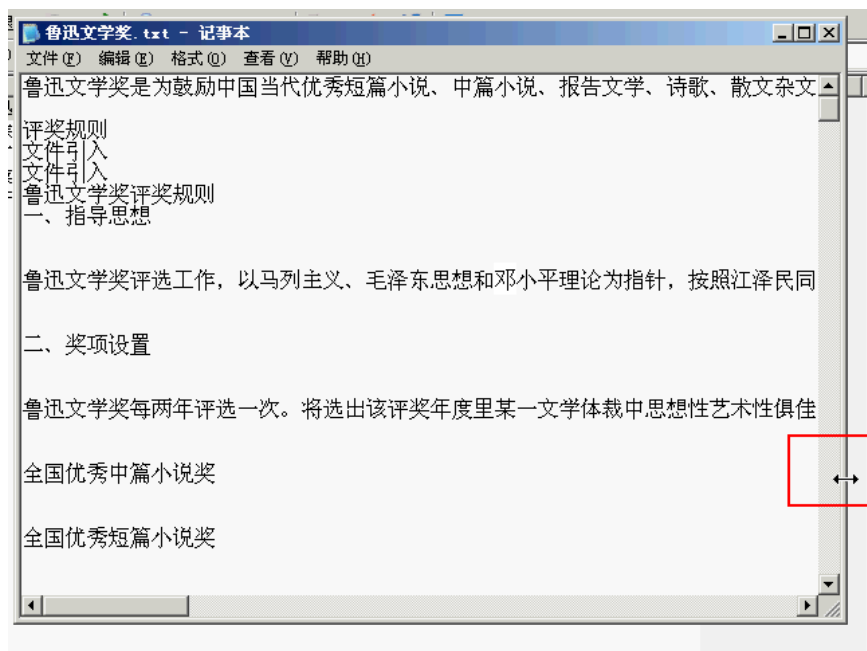 鲁迅文学奖.txt - 记事本
文件(F) 编辑(E) 格式(O) 查看(V) 帮助(H)
鲁迅文学奖是为鼓励中国当代优秀短篇小说、中篇小说、报告文学、诗歌、散文杂文
评奖规则
文件引入
文件引入
鲁迅文学奖评奖规则
一、指导思想
鲁迅文学奖评选工作，以马列主义、毛泽东思想和邓小平理论为指针，按照江泽民同
二、奖项设置
鲁迅文学奖每两年评选一次。将选出该评奖年度里某一文学体裁中思想性艺术性俱佳
全国优秀中篇小说奖
全国优秀短篇小说奖